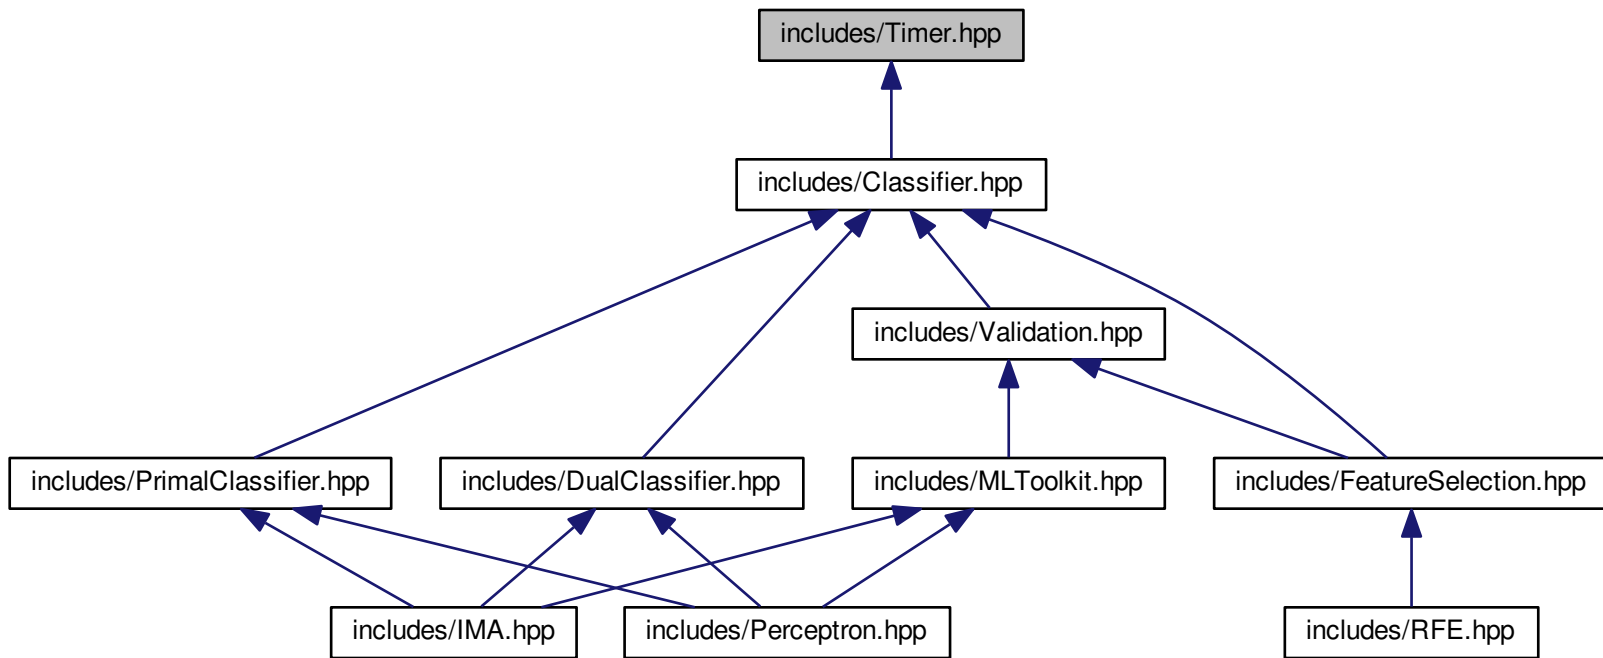 includes/Timer.hpp
includes/Classifier.hpp
includes/Validation.hpp
includes/PrimalClassifier.hpp
includes/DualClassifier.hpp
includes/MLToolkit.hpp
includes/FeatureSelection.hpp
includes/IMA.hpp
includes/Perceptron.hpp
includes/RFE.hpp